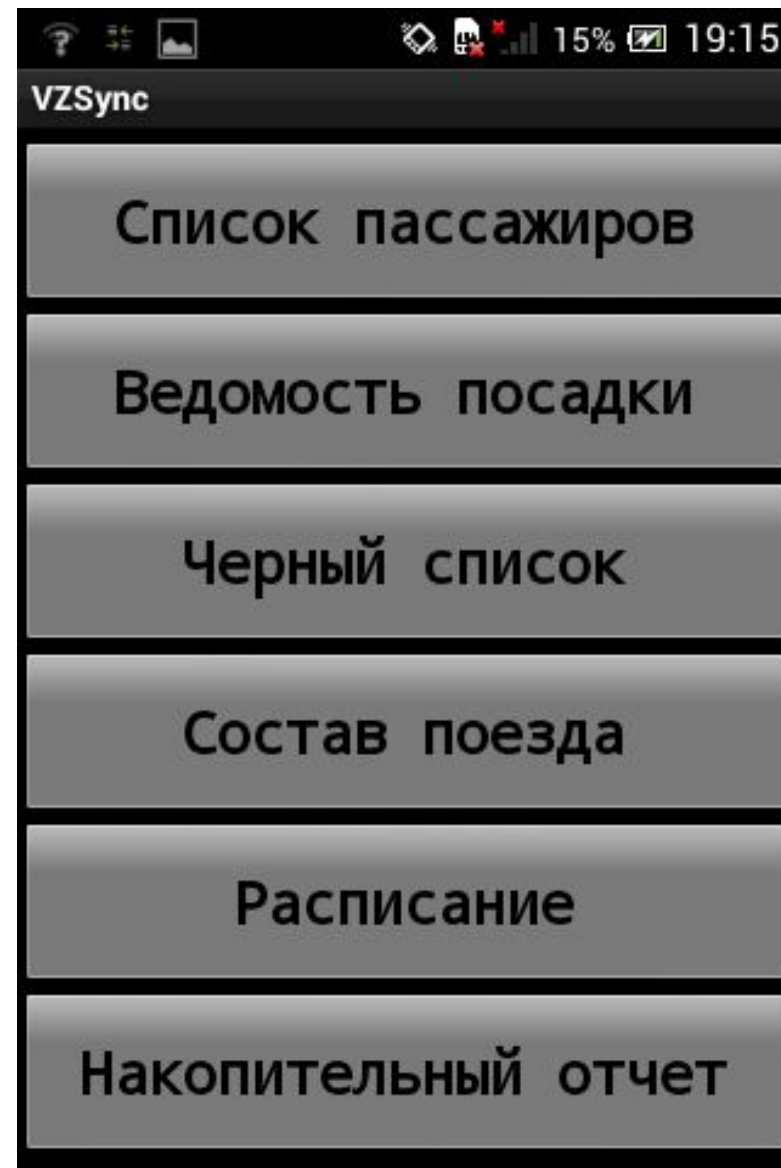 15% 19:15
VZSync
Список пассажиров
Ведомость посадки
Черный список
Состав поезда
Расписание
Накопительный отчет